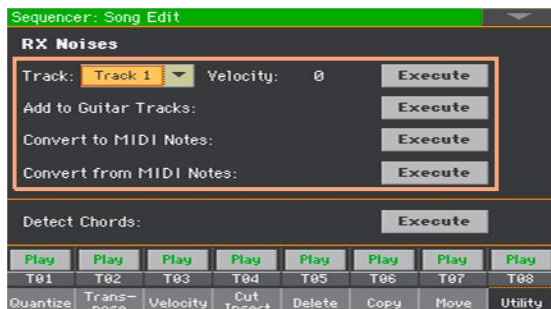 Sequencer: Song Edit
RX Noises
Track: Track 1 Velocity: 0 Execute
Add to Guitar Tracks: Execute
Convert to MIDI Notes: Execute
Convert from MIDI Notes: Execute
Detect Chords: Execute
Play Play Play Play Play Play Play Play
T01 T02 T03 T04 T05 T06 T07 T08
Quantize Trans- Velocity Cut Delete Copy Move Utility